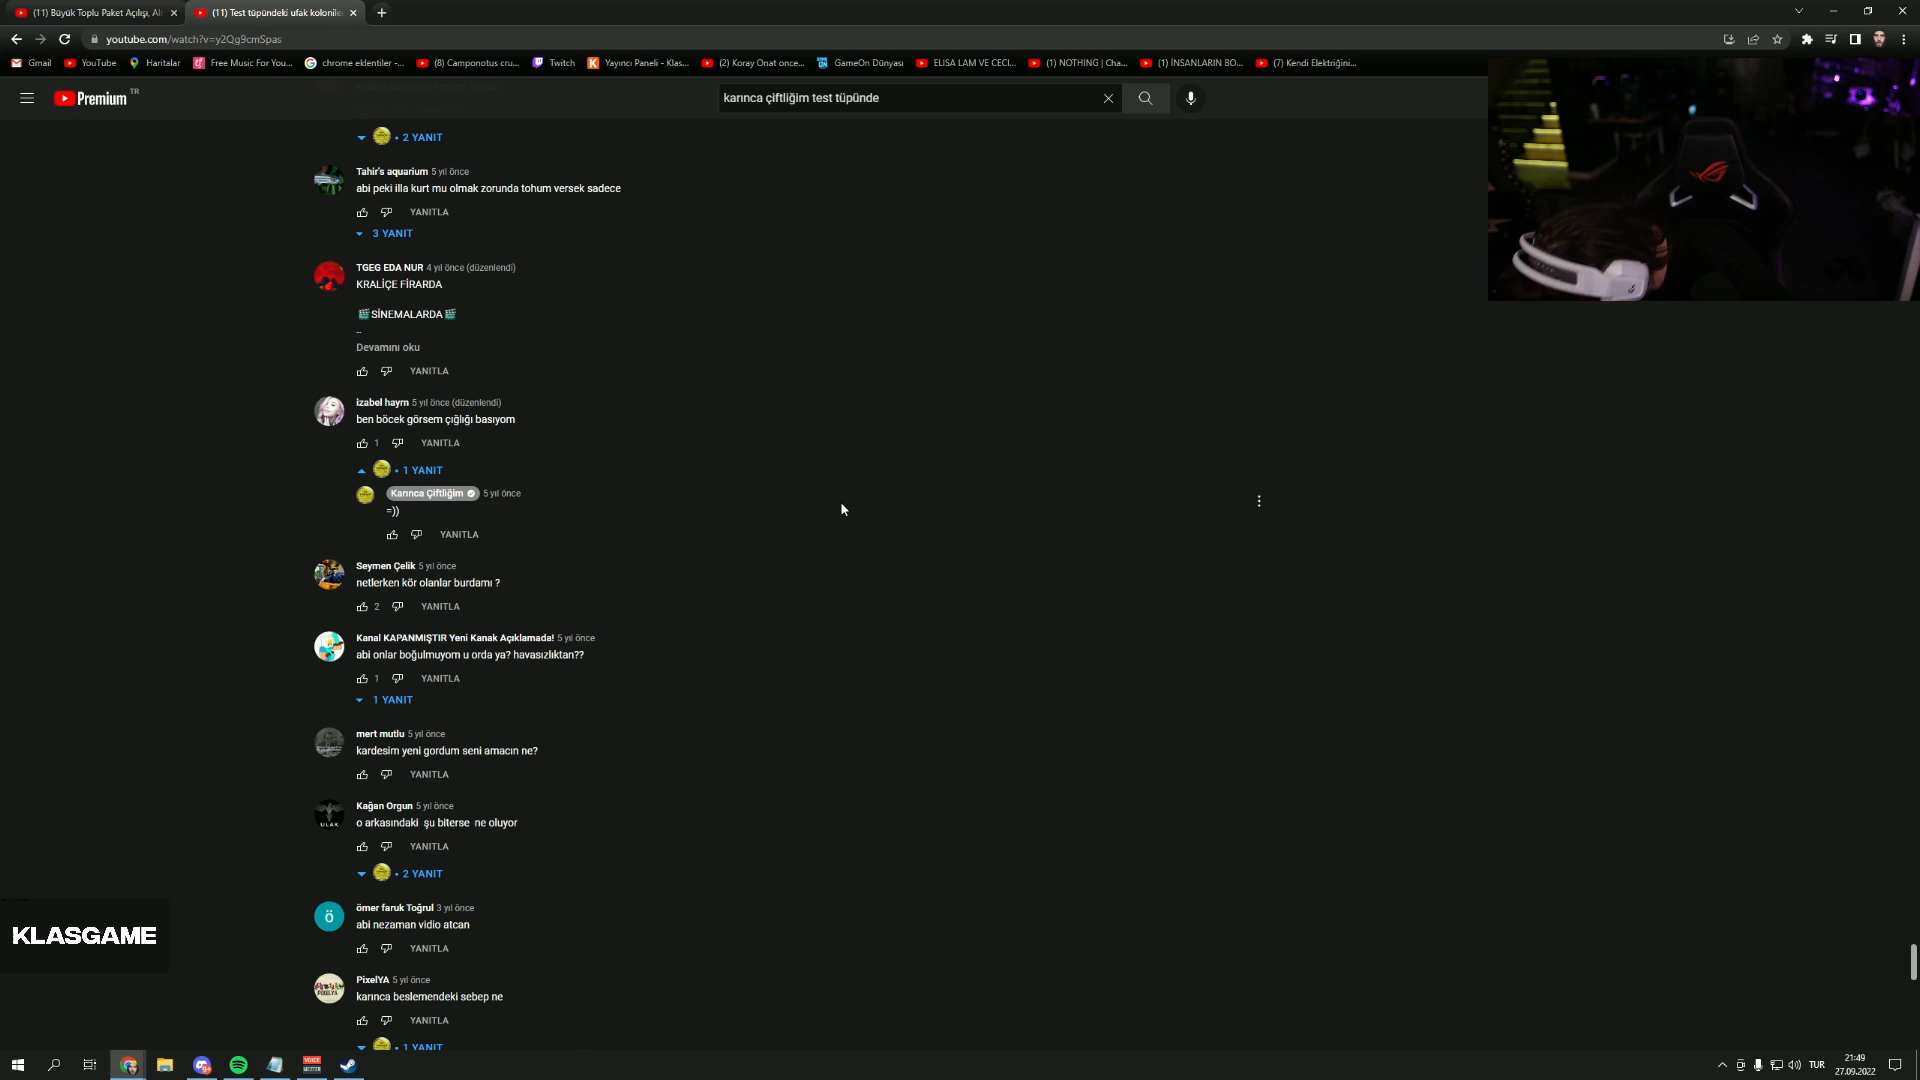 (11) Büyük Toplu Paket Açılışı, Al
(11) Test tüpündeki ufak kolonile
youtube.com/watch?v=y2Qg9cmSpas
Gmail
YouTube
Haritalar
Free Music For You...
chrome eklentiler -...
(8) Camponotus cru...
Twitch
Yayıncı Paneli - Klas...
(2) Koray Onat once...
GameOn Dünyası
ELISA LAM VE CECI...
(1) NOTHING | Cha...
(1) İNSANLARIN BO...
(7) Kendi Elektriğini...
Premium TR
karınca çiftliğim test tüpünde
• 2 YANIT
Tahir's aquarium 5 yıl önce
abi peki illa kurt mu olmak zorunda tohum versek sadece
YANITLA
3 YANIT
TGEG EDA NUR 4 yıl önce (düzenlendi)
KRALİÇE FİRARDA
🎬SİNEMALARDA🎬
..
Devamını oku
YANITLA
izabel hayrn 5 yıl önce (düzenlendi)
ben böcek görsem çığlığı basıyom
1 YANITLA
• 1 YANIT
Karınca Çiftliğim 5 yıl önce
=))
YANITLA
Seymen Çelik 5 yıl önce
netlerken kör olanlar burdamı ?
2 YANITLA
Kanal KAPANMIŞTIR Yeni Kanak Açıklamada! 5 yıl önce
abi onlar boğulmuyom u orda ya? havasızlıktan??
1 YANITLA
1 YANIT
mert mutlu 5 yıl önce
kardesim yeni gordum seni amacın ne?
YANITLA
Kağan Orgun 5 yıl önce
o arkasındaki şu biterse ne oluyor
YANITLA
• 2 YANIT
ömer faruk Toğrul 3 yıl önce
abi nezaman vidio atcan
YANITLA
PixelYA 5 yıl önce
karınca beslemendeki sebep ne
YANITLA
• 1 YANIT
KLASGAME
ULAK
VOICE
MEETER
TUR
21:49
27.09.2022